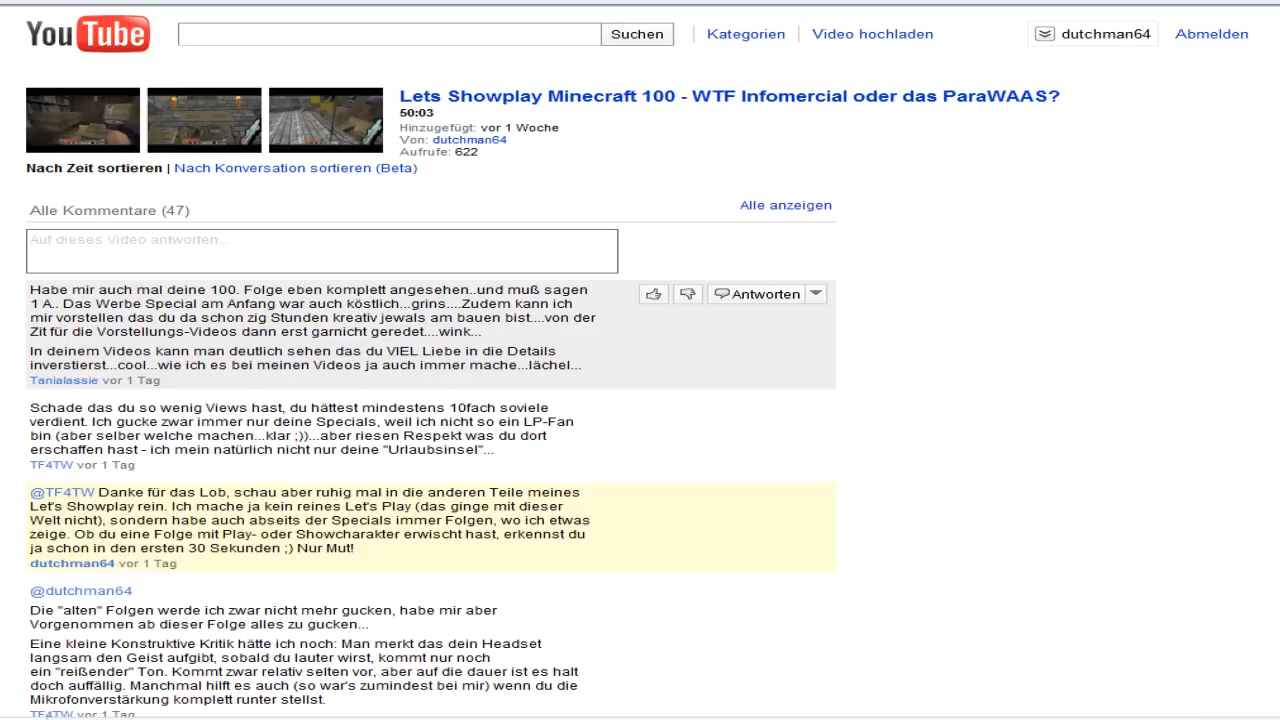 YouTube
Suchen
Kategorien
Video hochladen
dutchman64
Abmelden
Lets Showplay Minecraft 100 - WTF Infomercial oder das ParaWAAS?
50:03
Hinzugefügt: vor 1 Woche
Von: dutchman64
Aufrufe: 622
Nach Zeit sortieren | Nach Konversation sortieren (Beta)
Alle Kommentare (47)
Alle anzeigen
Auf dieses Video antworten...
Habe mir auch mal deine 100. Folge eben komplett angesehen..und muß sagen
1 A.. Das Werbe Special am Anfang war auch köstlich...grins....Zudem kann ich
mir vorstellen das du da schon zig Stunden kreativ jewals am bauen bist....von der
Zit für die Vorstellungs-Videos dann erst garnicht geredet....wink...
Antworten
In deinem Videos kann man deutlich sehen das du VIEL Liebe in die Details
inverstierst...cool...wie ich es bei meinen Videos ja auch immer mache...lächel...
Tanialassie vor 1 Tag
Schade das du so wenig Views hast, du hättest mindestens 10fach soviele
verdient. Ich gucke zwar immer nur deine Specials, weil ich nicht so ein LP-Fan
bin (aber selber welche machen...klar ;))...aber riesen Respekt was du dort
erschaffen hast - ich mein natürlich nicht nur deine "Urlaubsinsel"...
TF4TW vor 1 Tag
@TF4TW Danke für das Lob, schau aber ruhig mal in die anderen Teile meines
Let's Showplay rein. Ich mache ja kein reines Let's Play (das ginge mit dieser
Welt nicht), sondern habe auch abseits der Specials immer Folgen, wo ich etwas
zeige. Ob du eine Folge mit Play- oder Showcharakter erwischt hast, erkennst du
ja schon in den ersten 30 Sekunden ;) Nur Mut!
dutchman64 vor 1 Tag
@dutchman64
Die "alten" Folgen werde ich zwar nicht mehr gucken, habe mir aber
Vorgenommen ab dieser Folge alles zu gucken...
Eine kleine Konstruktive Kritik hätte ich noch: Man merkt das dein Headset
langsam den Geist aufgibt, sobald du lauter wirst, kommt nur noch
ein "reißender" Ton. Kommt zwar relativ selten vor, aber auf die dauer ist es halt
doch auffällig. Manchmal hilft es auch (so war's zumindest bei mir) wenn du die
Mikrofonverstärkung komplett runter stellst.
TF4TW vor 1 Tag